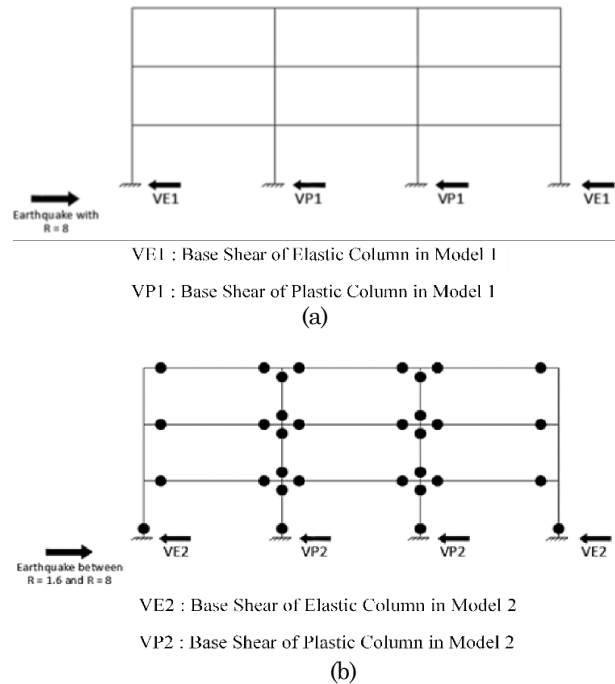 VE1
VP1
VP1
VE1
Earthquake with
R = 8
VE1 : Base Shear of Elastic Column in Model 1
VP1 : Base Shear of Plastic Column in Model 1
(a)
VE2
VP2
VP2
VE2
Earthquake between
R = 1.6 and R = 8
VE2 : Base Shear of Elastic Column in Model 2
VP2 : Base Shear of Plastic Column in Model 2
(b)